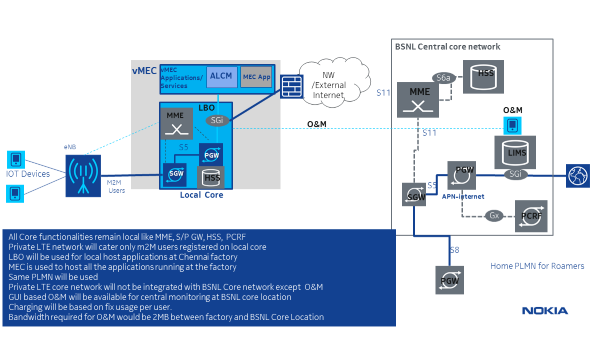 BSNL Central core network
vMEC
vMEC
Applications/
Services
ALCM
MEC App
NW
/External
Internet
S6a
HSS
MME
S11
LBO
MME
SGi
O&M
O&M
S11
eNB
S5
PGW
LIMS
IOT Devices
M2M
Users
SGW
HSS
PGW
SGi
S5
SGW
APN-internet
Local Core
Gx
PCRF
All Core functionalities remain local like MME, S/P GW, HSS, PCRF
Private LTE network will cater only m2M users registered on local core
LBO will be used for local host applications at Chennai factory
MEC is used to host all the applications running at the factory
Same PLMN will be used
Private LTE core network will not be integrated with BSNL Core network except O&M
GUI based O&M will be available for central monitoring at BSNL core location
Charging will be based on fix usage per user.
Bandwidth required for O&M would be 2MB between factory and BSNL Core Location
S8
Home PLMN for Roamers
PGW
NOKIA